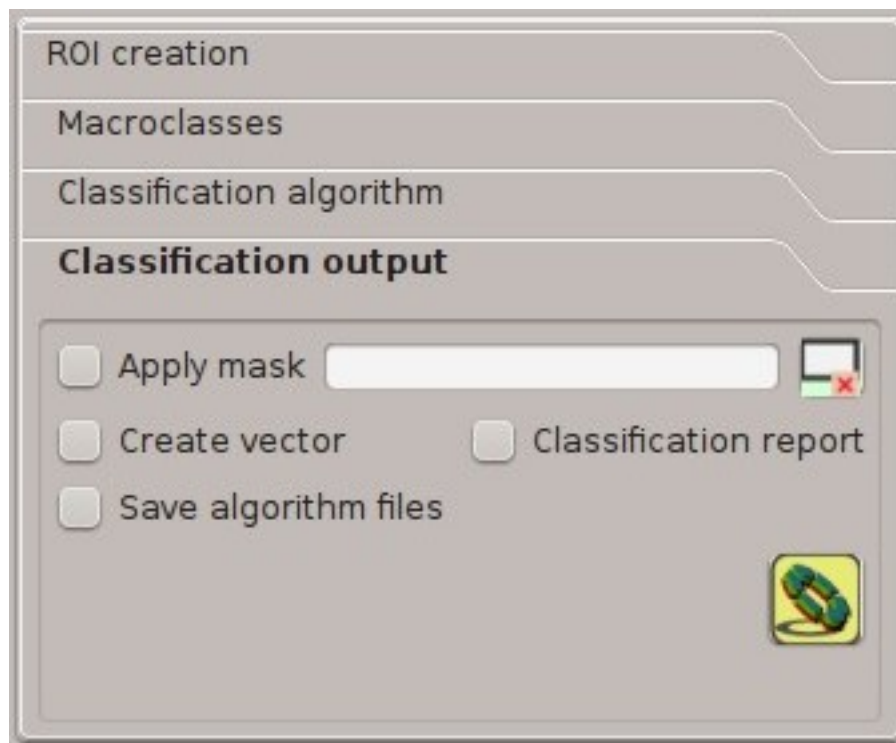 ROI creation
Macroclasses
Classification algorithm
Classification output
Apply mask
Create vector Classification report
Save algorithm files